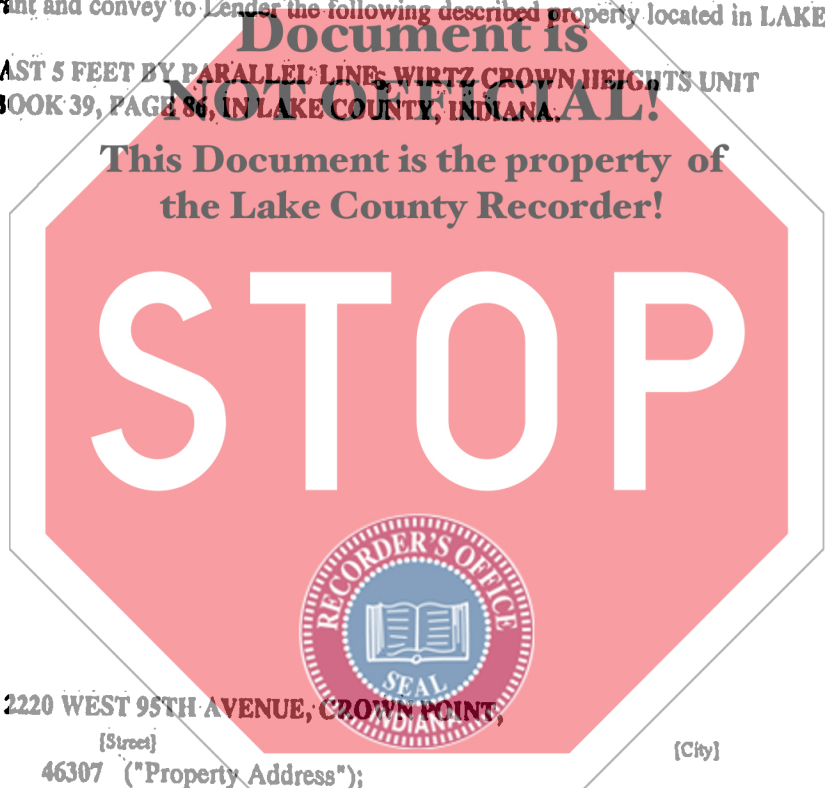 ant and convey to Lender the following described property located in LAKE
Document is
AST 5 FEET BY PARALLEL LINES WIRTZ CROWN HEIGHTS UNIT
NOT OFFICIAL!
BOOK 39, PAGE 86, IN LAKE COUNTY, INDIANA.
This Document is the property of
the Lake County Recorder!
STOP
RECORDER'S OFFICE
SEAL
INDIANA
2220 WEST 95TH AVENUE, CROWN POINT,
[Street]
[City]
46307 ("Property Address");